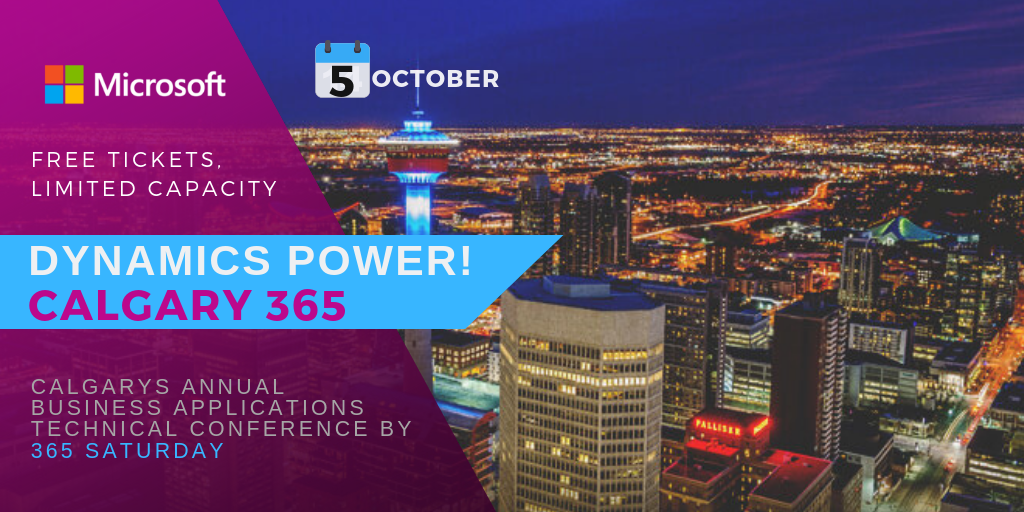 Microsoft
5 OCTOBER
FREE TICKETS,
LIMITED CAPACITY
DYNAMICS POWER!
CALGARY 365
CALGARYS ANNUAL
BUSINESS APPLICATIONS
TECHNICAL CONFERENCE BY
365 SATURDAY
PALLISER